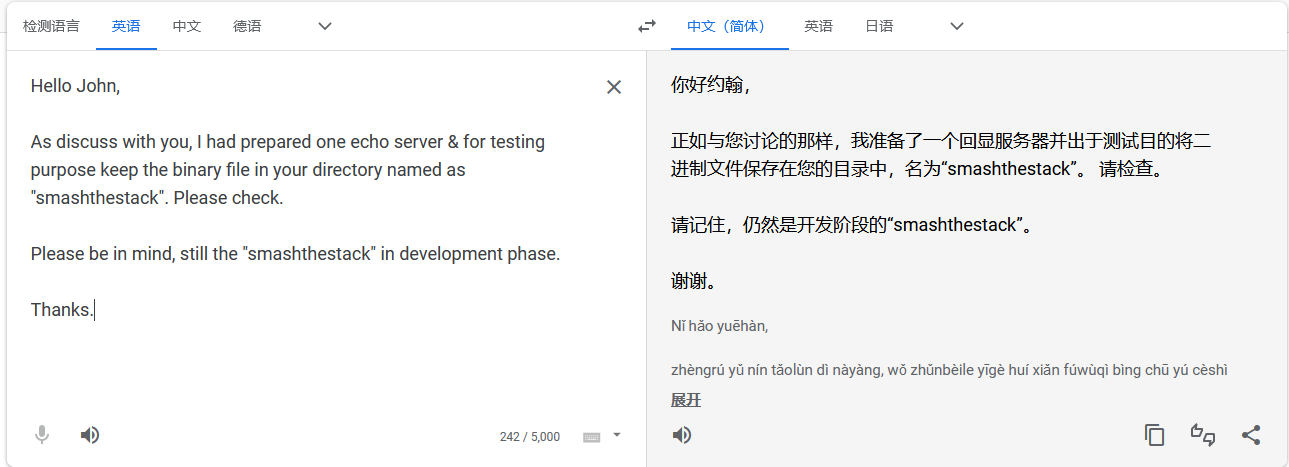 检测语言 英语 中文 德语 中文（简体） 英语 日语
Hello John,
As discuss with you, I had prepared one echo server & for testing
purpose keep the binary file in your directory named as
"smashthestack". Please check.
Please be in mind, still the "smashthestack" in development phase.
Thanks.
242 / 5,000
你好约翰，
正如与您讨论的那样，我准备了一个回显服务器并出于测试目的将二
进制文件保存在您的目录中，名为“smashthestack”。 请检查。
请记住，仍然是开发阶段的“smashthestack”。
谢谢。
Nǐ hǎo yuēhàn,
zhèngrú yǔ nín tǎolùn dì nàyàng, wǒ zhǔnbèile yīgè huí xiǎn fúwùqì bìng chū yú cèshì
展开